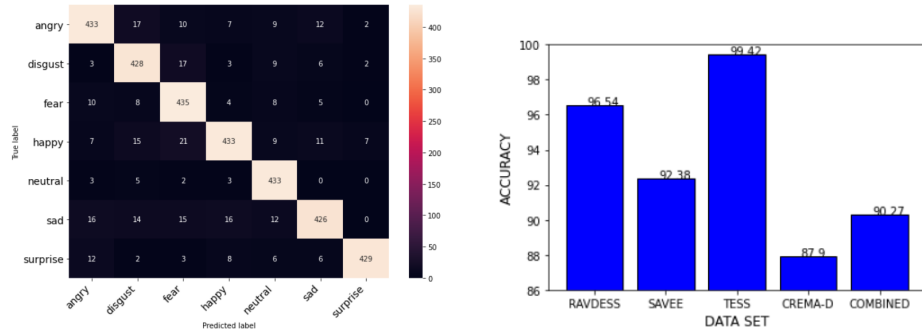 angry 433 17 10 7 9 12 2
disgust 3 428 17 3 9 6 2
fear 10 8 435 4 8 5 0
happy 7 15 21 433 9 11 7
neutral 3 5 2 3 433 0 0
sad 16 14 15 16 12 426 0
surprise 12 2 3 8 6 6 429
angry disgust fear happy neutral sad surprise
True label
Predicted label
400
350
300
250
200
150
100
50
0
100
98
96
94
92
90
88
86
ACCURACY
96.54
92.38
99.42
87.9
90.27
RAVDESS SAVEE TESS CREMA-D COMBINED
DATA SET